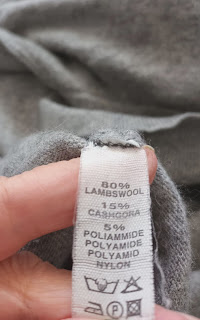 80%
LAMBSWOOL
15%
CASHGORA
5%
POLIAMMIDE
POLYAMIDE
POLYAMID
NYLON